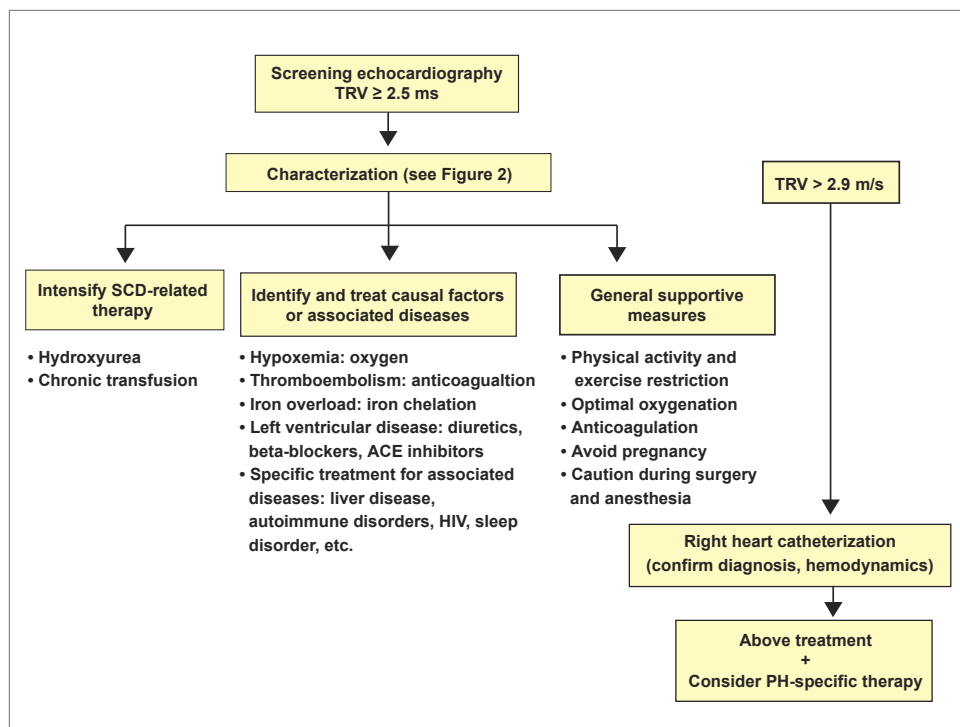 Screening echocardiography
TRV ≥ 2.5 ms
Characterization (see Figure 2)
TRV > 2.9 m/s
Intensify SCD-related
therapy
• Hydroxyurea
• Chronic transfusion
Identify and treat causal factors
or associated diseases
• Hypoxemia: oxygen
• Thromboembolism: anticoagualtion
• Iron overload: iron chelation
• Left ventricular disease: diuretics,
beta-blockers, ACE inhibitors
• Specific treatment for associated
diseases: liver disease,
autoimmune disorders, HIV, sleep
disorder, etc.
General supportive
measures
• Physical activity and
exercise restriction
• Optimal oxygenation
• Anticoagulation
• Avoid pregnancy
• Caution during surgery
and anesthesia
Right heart catheterization
(confirm diagnosis, hemodynamics)
Above treatment
+
Consider PH-specific therapy